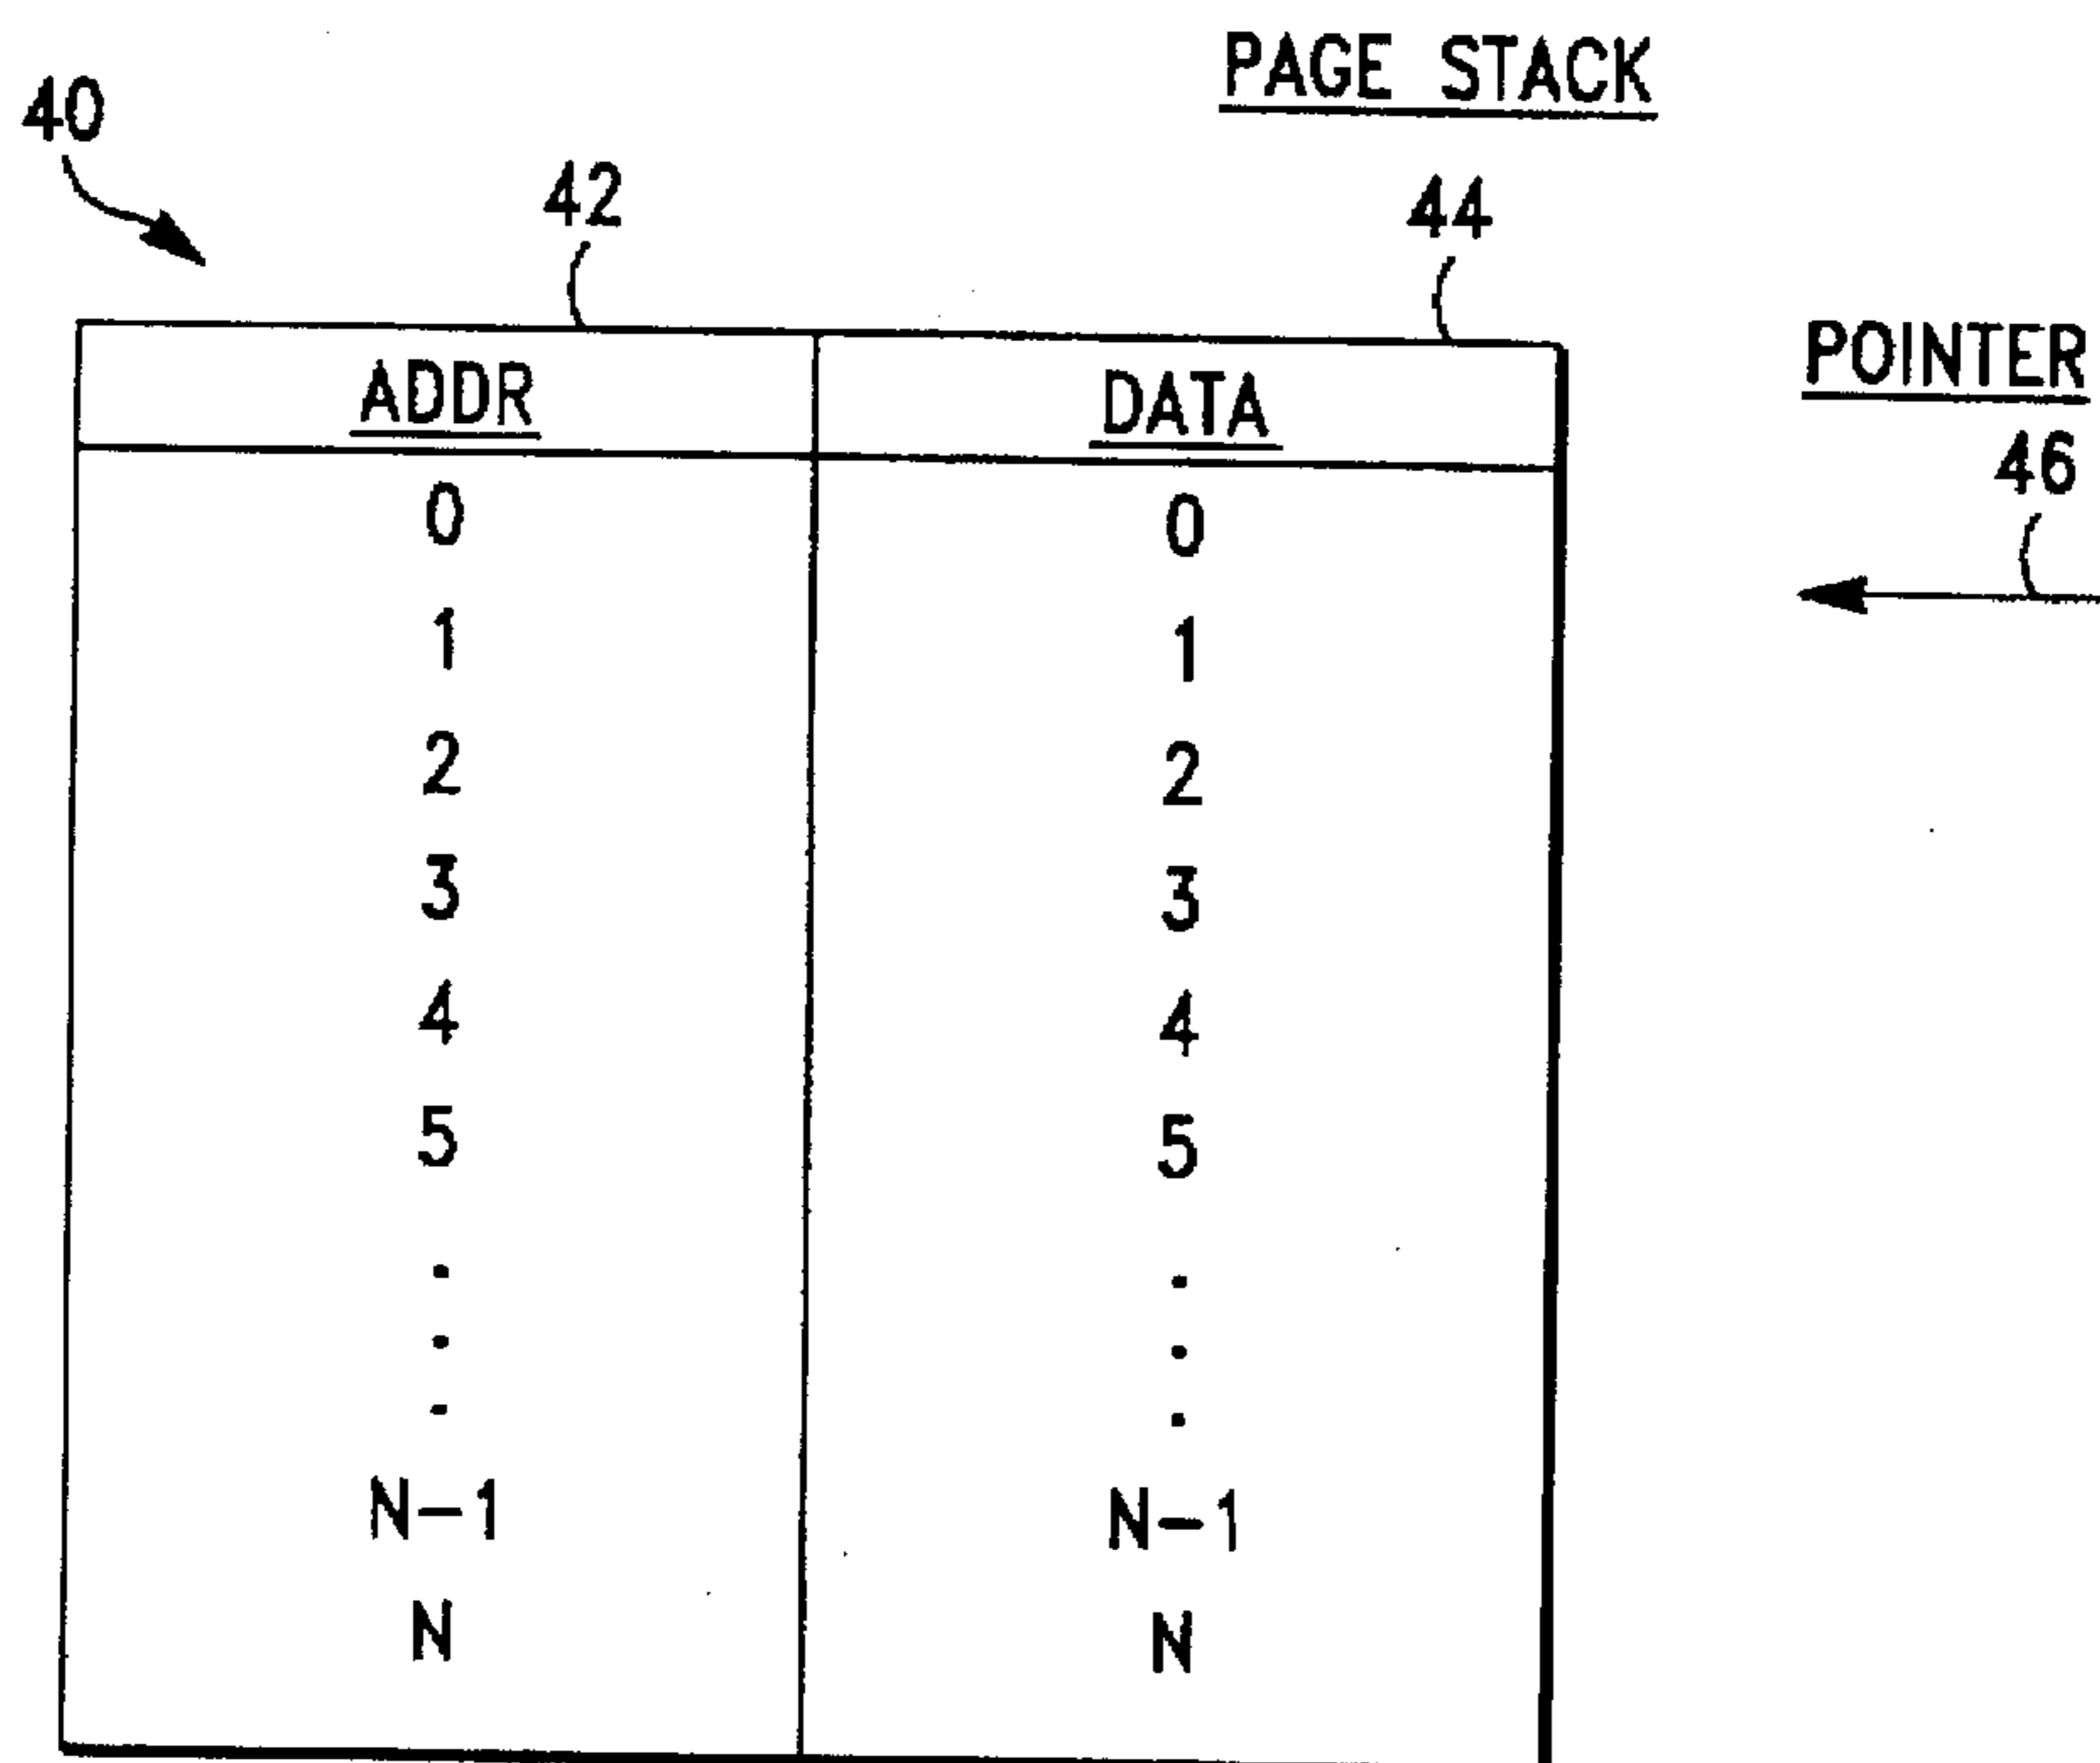 PAGE STACK
40
42
44
POINTER
46
ADDR DATA
0 0
1 1
2 2
3 3
4 4
5 5
. .
. .
. .
N-1 N-1
N N